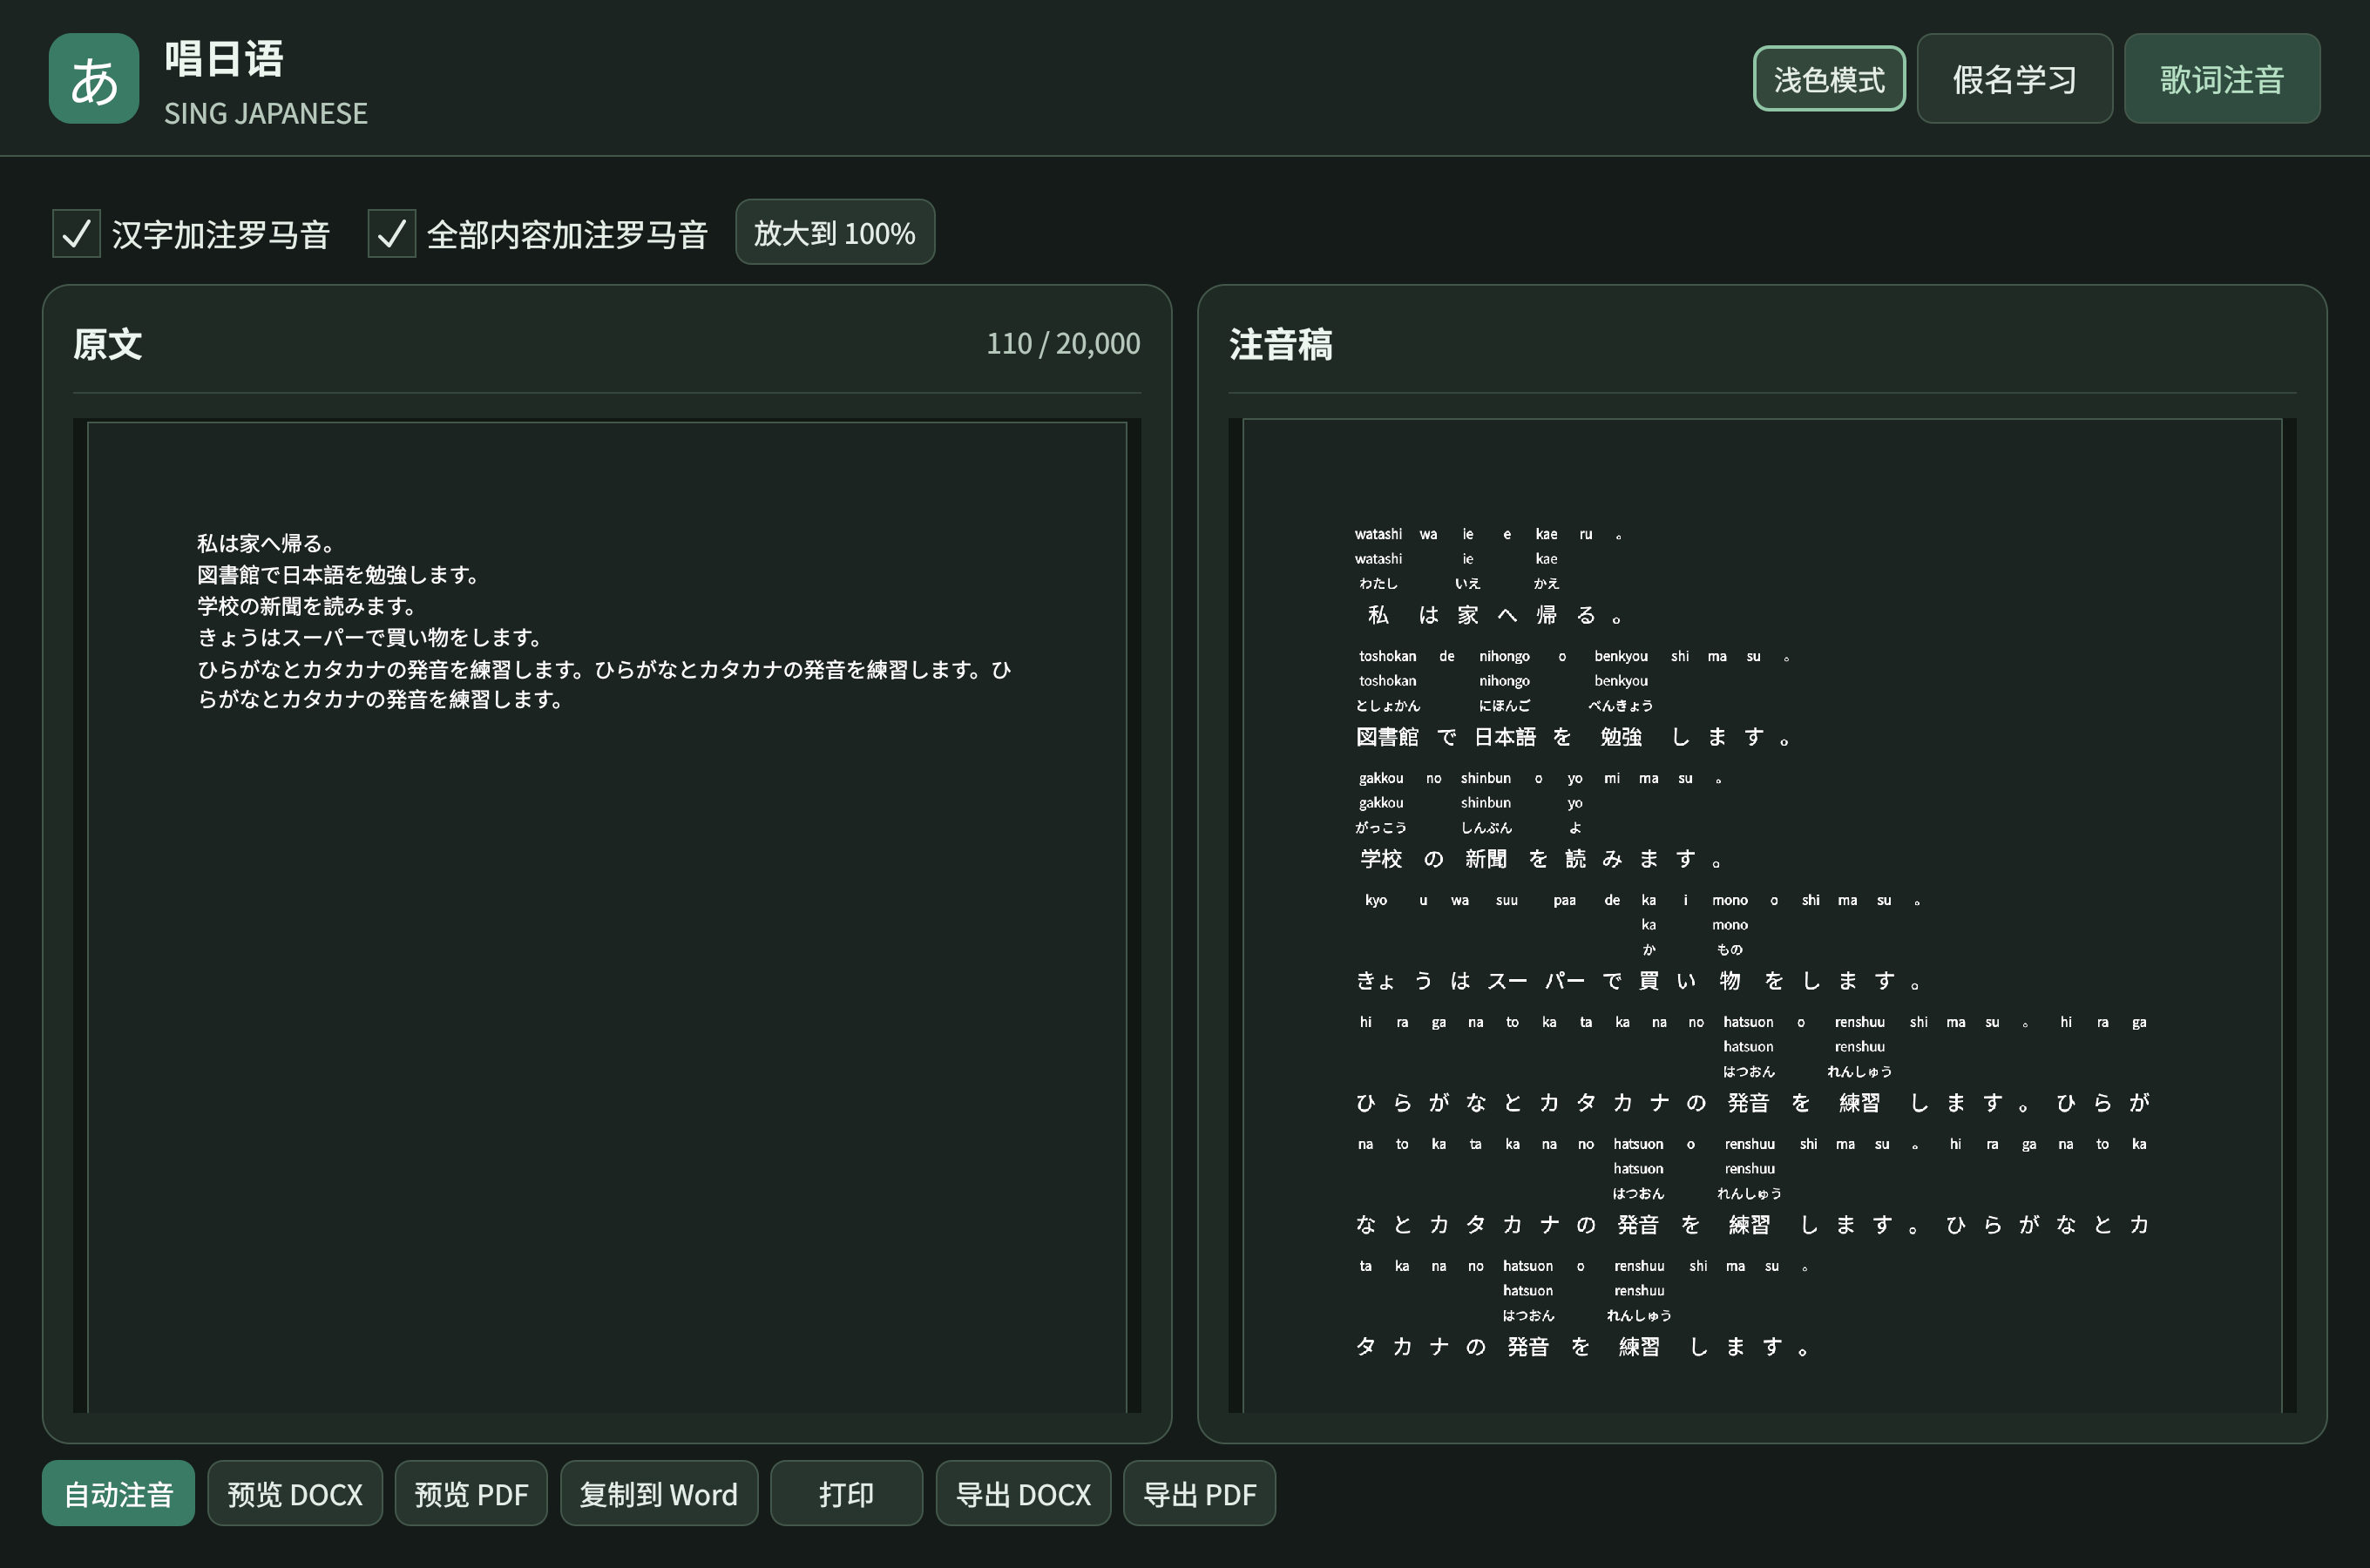 あ
唱日语
SING JAPANESE
浅色模式
假名学习
歌词注音
汉字加注罗马音
全部内容加注罗马音
放大到 100%
原文
110 / 20,000
私は家へ帰る。
図書館で日本語を勉強します。
学校の新聞を読みます。
きょうはスーパーで買い物をします。
ひらがなとカタカナの発音を練習します。ひらがなとカタカナの発音を練習します。ひ
らがなとカタカナの発音を練習します。
注音稿
watashi wa ie e kae ru 。
watashi ie kae
わたし いえ かえ
私 は 家 へ 帰 る 。
toshokan de nihongo o benkyou shi ma su 。
toshokan nihongo benkyou
としょかん にほんご べんきょう
図書館 で 日本語 を 勉強 し ま す 。
gakkou no shinbun o yo mi ma su 。
gakkou shinbun yo
がっこう しんぶん よ
学校 の 新聞 を 読 み ま す 。
kyo u wa suu paa de ka i mono o shi ma su 。
ka mono
か もの
きょ う は スー パー で 買 い 物 を し ま す 。
hi ra ga na to ka ta ka na no hatsuon o renshuu shi ma su 。 hi ra ga
hatsuon renshuu
はつおん れんしゅう
ひ ら が な と カ タ カ ナ の 発音 を 練習 し ま す 。 ひ ら が
na to ka ta ka na no hatsuon o renshuu shi ma su 。 hi ra ga na to ka
hatsuon renshuu
はつおん れんしゅう
な と カ タ カ ナ の 発音 を 練習 し ま す 。 ひ ら が な と カ
ta ka na no hatsuon o renshuu shi ma su 。
hatsuon renshuu
はつおん れんしゅう
タ カ ナ の 発音 を 練習 し ま す 。
自动注音
预览 DOCX
预览 PDF
复制到 Word
打印
导出 DOCX
导出 PDF